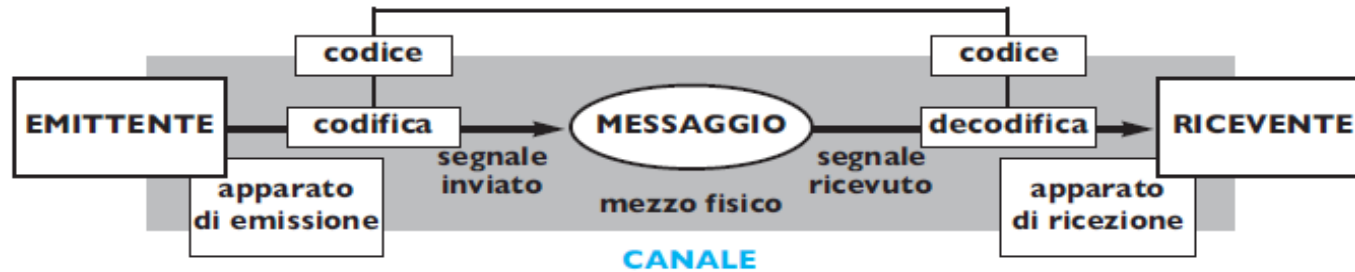 codice
codice
EMITTENTE
codifica
MESSAGGIO
decodifica
RICEVENTE
segnale
inviato
segnale
ricevuto
apparato
di emissione
mezzo fisico
apparato
di ricezione
CANALE